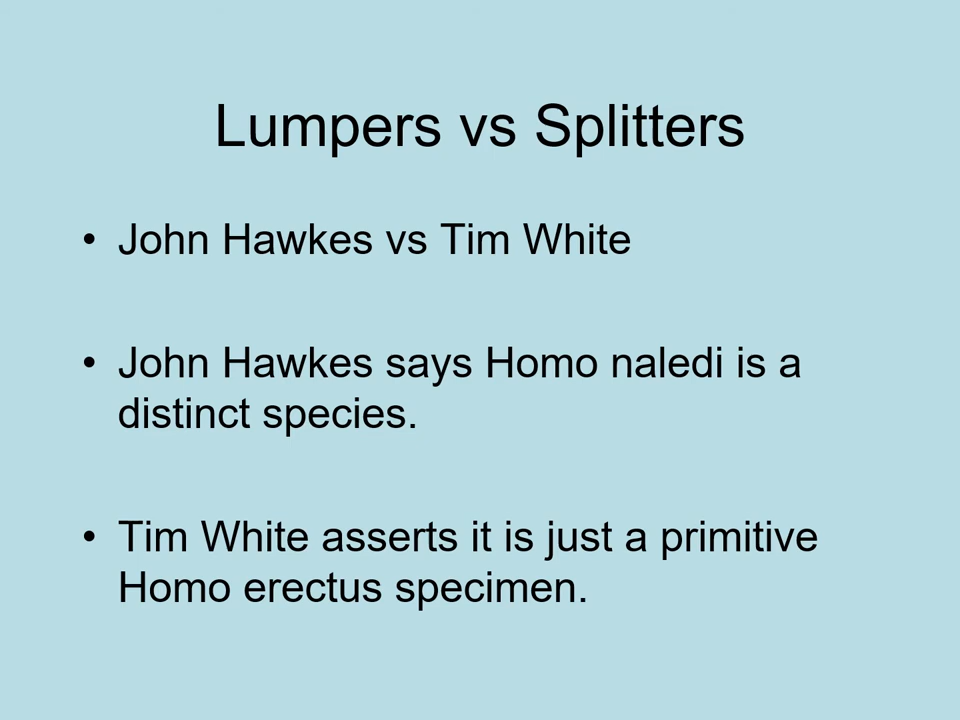 Lumpers vs Splitters
• John Hawkes vs Tim White
• John Hawkes says Homo naledi is a
distinct species.
• Tim White asserts it is just a primitive
Homo erectus specimen.